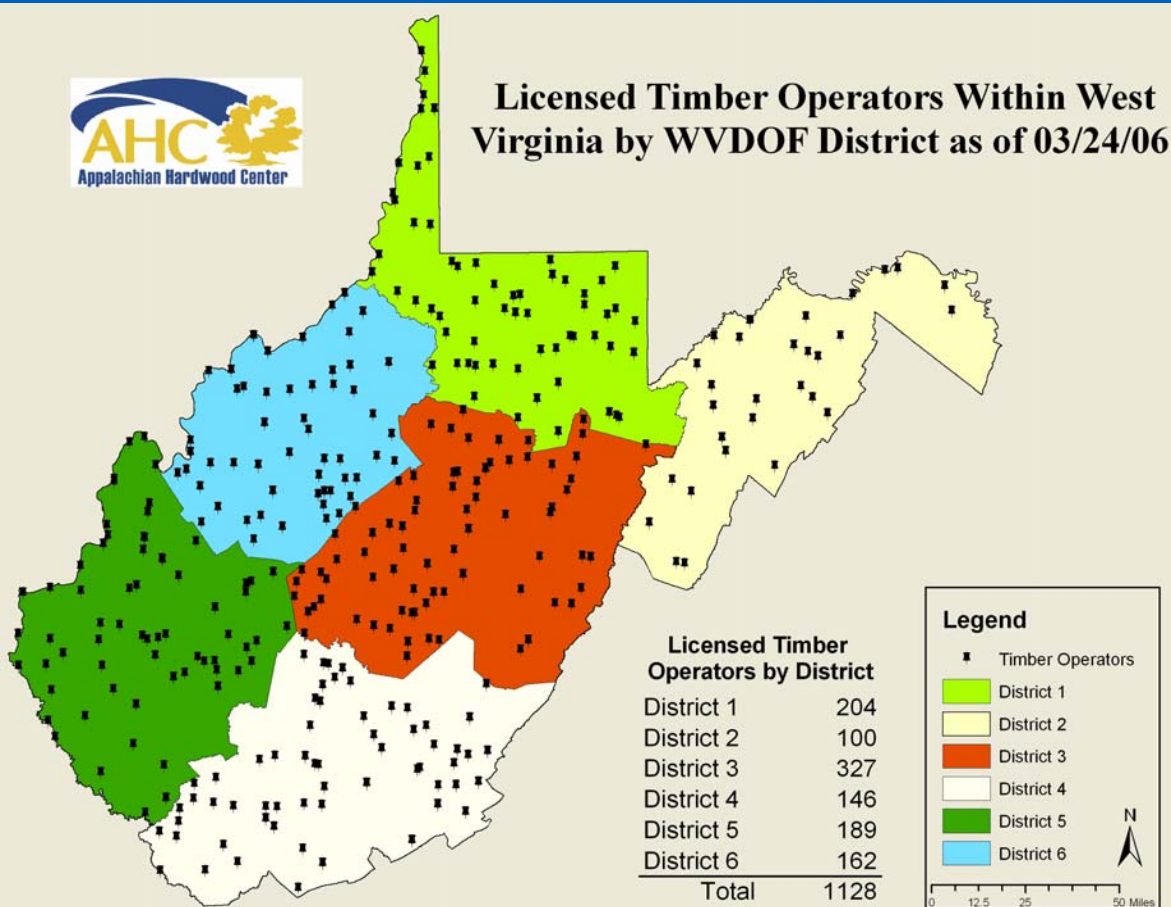 AHC
Appalachian Hardwood Center
Licensed Timber Operators Within West
Virginia by WVDOF District as of 03/24/06
Licensed Timber
Operators by District
District 1 204
District 2 100
District 3 327
District 4 146
District 5 189
District 6 162
Total 1128
Legend
Timber Operators
District 1
District 2
District 3
District 4
District 5
District 6
N
0 12.5 25 50 Miles